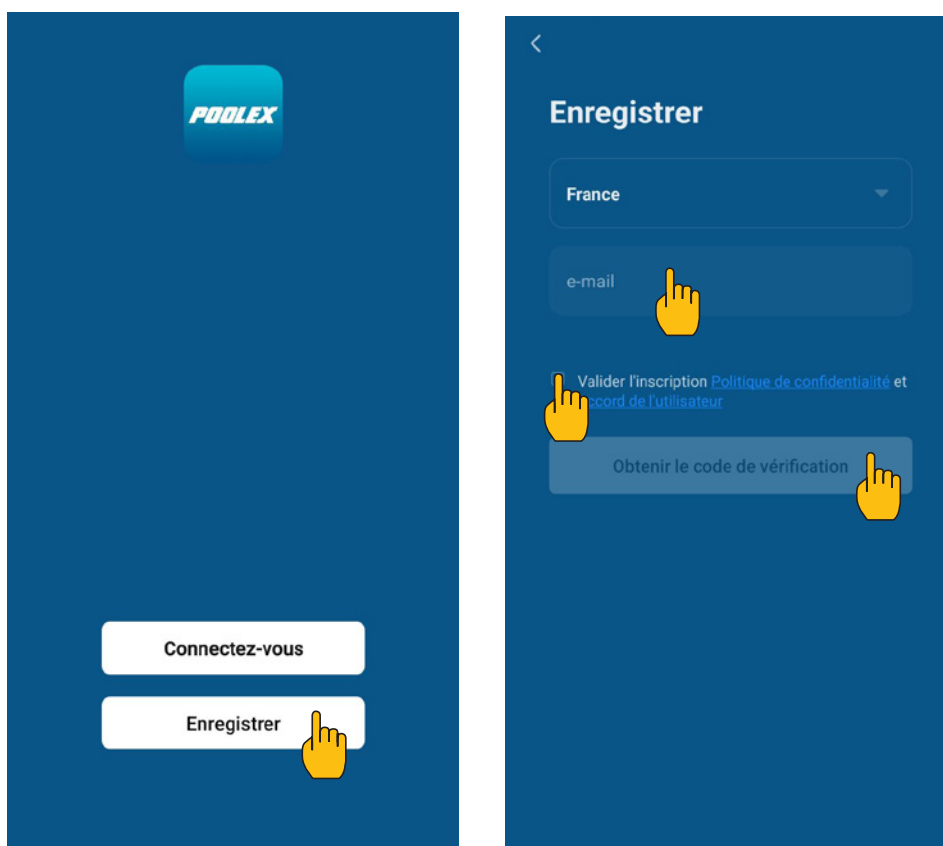 POOLEX
Connectez-vous
Enregistrer
Enregistrer
France
e-mail
Valider l'inscription Politique de confidentialité et
ccord de l'utilisateur
Obtenir le code de vérification